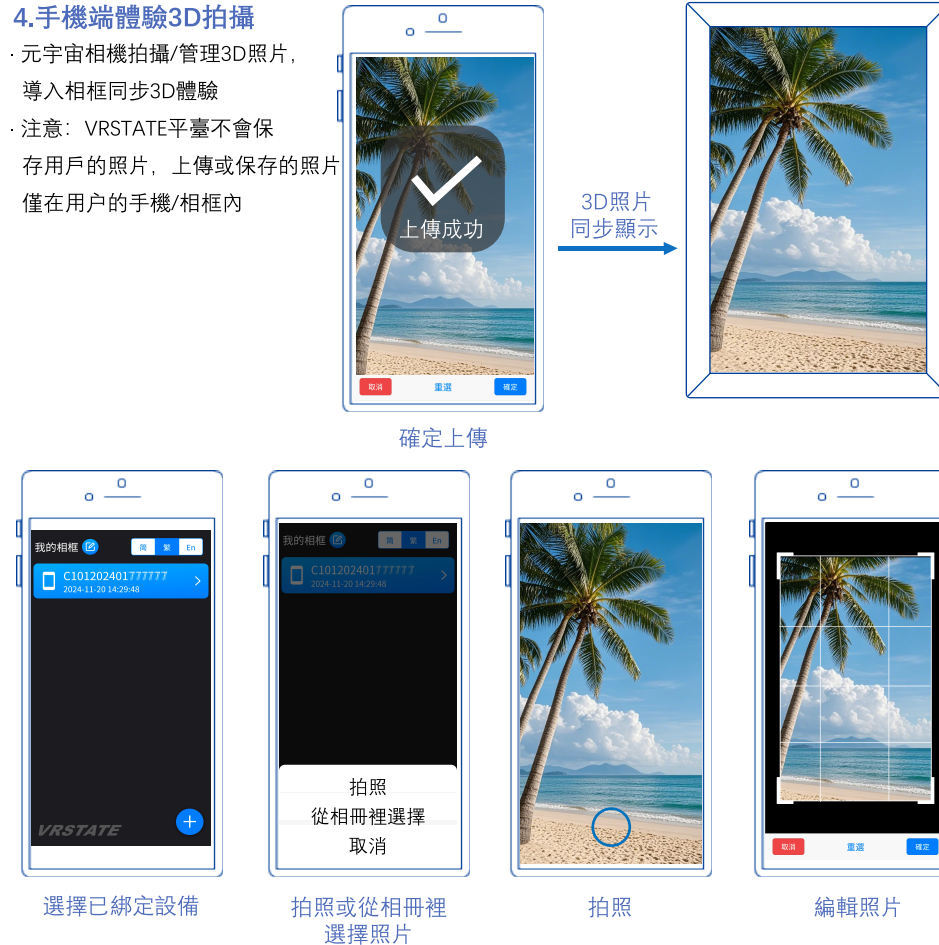 4.手機端體驗3D拍攝
· 元宇宙相機拍攝/管理3D照片，
導入相框同步3D體驗
· 注意：VRSTATE平臺不會保
存用戶的照片，上傳或保存的照片
僅在用户的手機/相框內
上傳成功
取消 重選 確定
3D照片
同步顯示
確定上傳
我的相框 简 繁 En
C101202401777777
2024-11-20 14:29:48
VRSTATE
選擇已綁定設備
我的相框 简 繁 En
C101202401777777
2024-11-20 14:29:48
拍照
從相冊裡選擇
取消
拍照或從相冊裡
選擇照片
拍照
取消 重選 確定
編輯照片